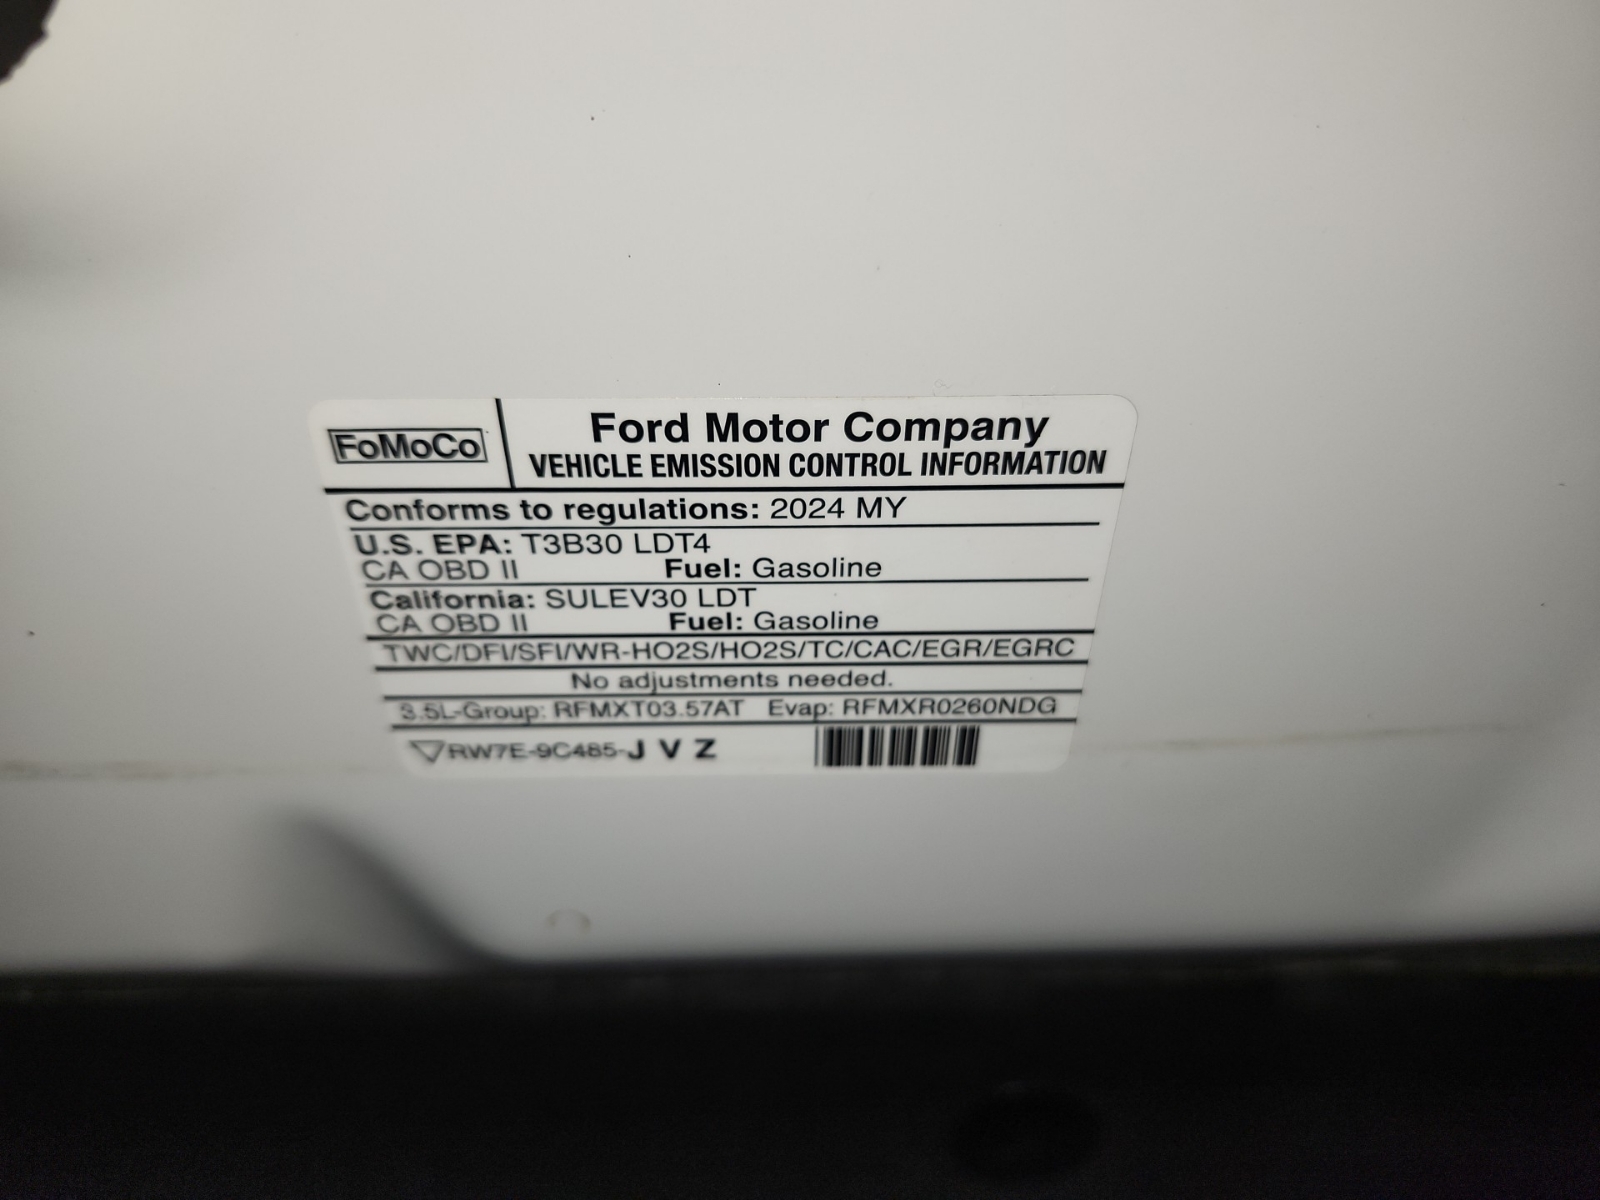 FoMoCo
Ford Motor Company
VEHICLE EMISSION CONTROL INFORMATION
Conforms to regulations: 2024 MY
U.S. EPA: T3B30 LDT4
CA OBD II Fuel: Gasoline
California: SULEV30 LDT
CA OBD II Fuel: Gasoline
TWC/DFI/SFI/WR-HO2S/HO2S/TC/CAC/EGR/EGRC
No adjustments needed.
3.5L-Group: RFMXT03.57AT Evap: RFMXR0260NDG
RW7E-9C485-J V Z